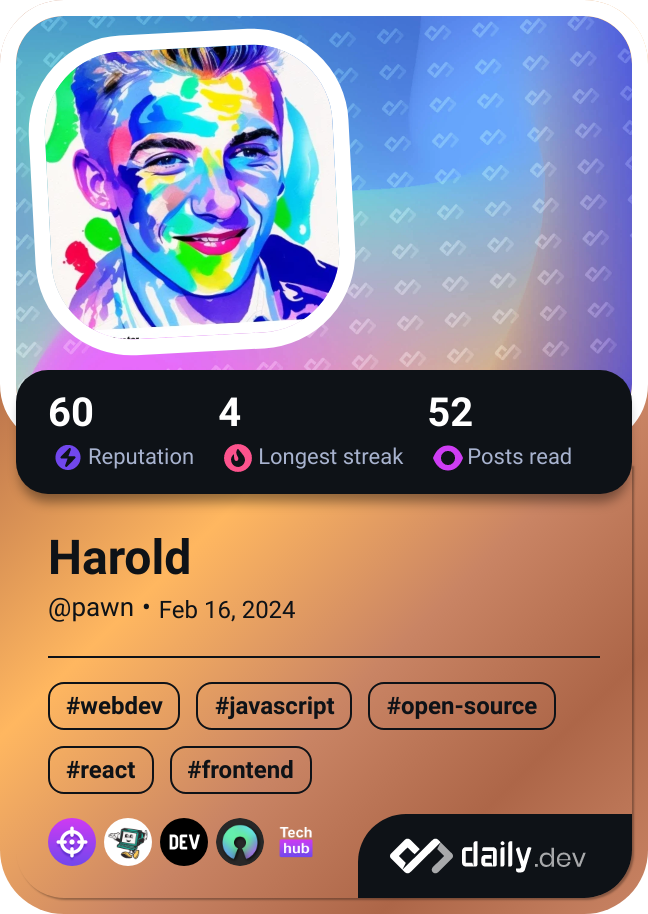 60 4 52
Reputation Longest streak Posts read
Harold
@pawn • Feb 16, 2024
#webdev #javascript #open-source
#react #frontend
DEV Tech
hub
daily.dev